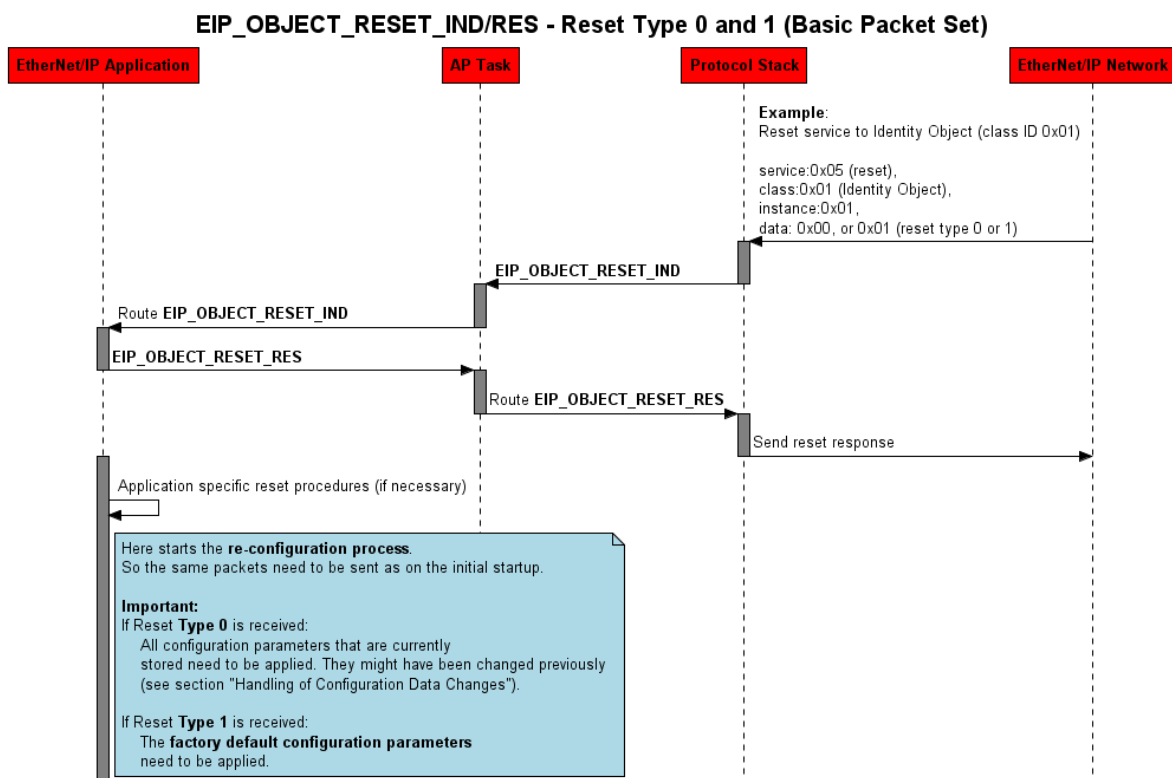 EIP_OBJECT_RESET_IND/RES - Reset Type 0 and 1 (Basic Packet Set)
EtherNet/IP Application
AP Task
Protocol Stack
EtherNet/IP Network
Example:
Reset service to Identity Object (class ID 0x01)
service:0x05 (reset),
class:0x01 (Identity Object),
instance:0x01,
data: 0x00, or 0x01 (reset type 0 or 1)
EIP_OBJECT_RESET_IND
Route EIP_OBJECT_RESET_IND
EIP_OBJECT_RESET_RES
Route EIP_OBJECT_RESET_RES
Send reset response
Application specific reset procedures (if necessary)
Here starts the re-configuration process.
So the same packets need to be sent as on the initial startup.
Important:
If Reset Type 0 is received:
All configuration parameters that are currently
stored need to be applied. They might have been changed previously
(see section "Handling of Configuration Data Changes").
If Reset Type 1 is received:
The factory default configuration parameters
need to be applied.